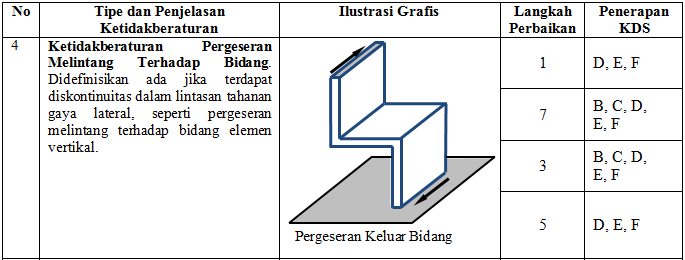 No
Tipe dan Penjelasan
Ketidakberaturan
Ilustrasi Grafis
Langkah
Perbaikan
Penerapan
KDS
4
Ketidakberaturan Pergeseran
Melintang Terhadap Bidang.
Didefinisikan ada jika terdapat
diskontinuitas dalam lintasan tahanan
gaya lateral, seperti pergeseran
melintang terhadap bidang elemen
vertikal.
Pergeseran Keluar Bidang
1
D, E, F
7
B, C, D,
E, F
3
B, C, D,
E, F
5
D, E, F